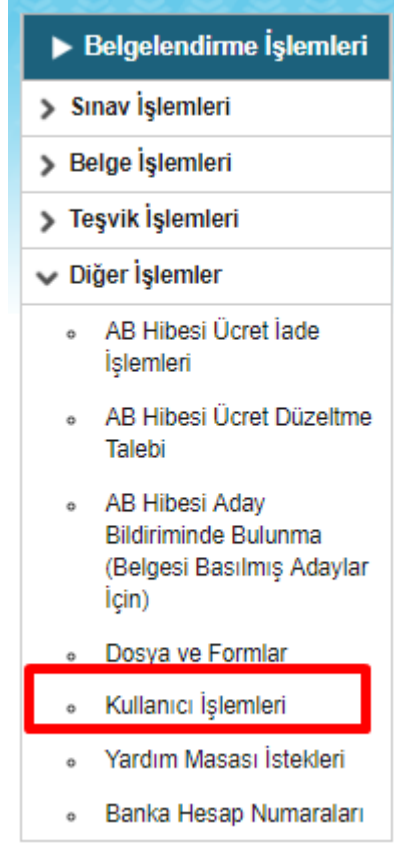 Belgelendirme İşlemleri
Sınav İşlemleri
Belge İşlemleri
Teşvik İşlemleri
Diğer İşlemler
AB Hibesi Ücret İade
İşlemleri
AB Hibesi Ücret Düzeltme
Talebi
AB Hibesi Aday
Bildiriminde Bulunma
(Belgesi Basılmış Adaylar
İçin)
Dosya ve Formlar
Kullanıcı İşlemleri
Yardım Masası İstekleri
Banka Hesap Numaraları